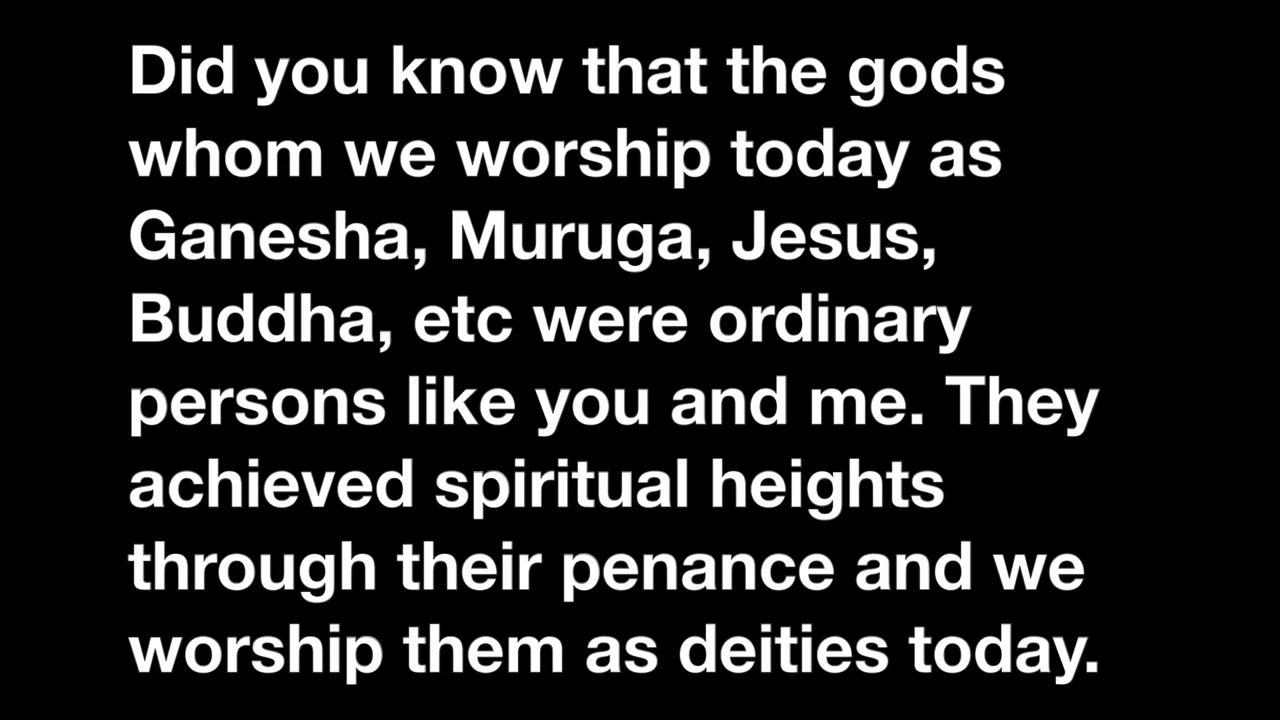 Did you know that the gods
whom we worship today as
Ganesha, Muruga, Jesus,
Buddha, etc were ordinary
persons like you and me. They
achieved spiritual heights
through their penance and we
worship them as deities today.